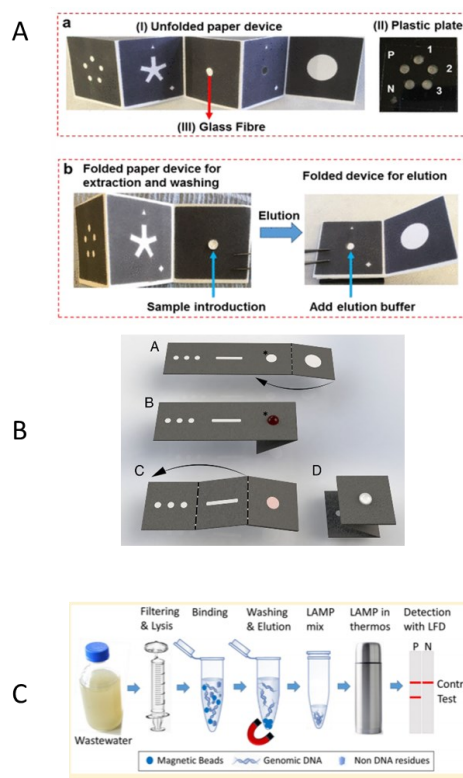 A
a
(I) Unfolded paper device
(II) Plastic plate
P
1
2
N
3
(III) Glass Fibre
b
Folded paper device for
extraction and washing
Folded device for elution
Elution
Sample introduction
Add elution buffer
B
A
B
C
D
C
Filtering
& Lysis
Binding
Washing
& Elution
LAMP
mix
LAMP in
thermos
Detection
with LFD
P N
Contr
Test
Wastewater
Magnetic Beads
Genomic DNA
Non DNA residues